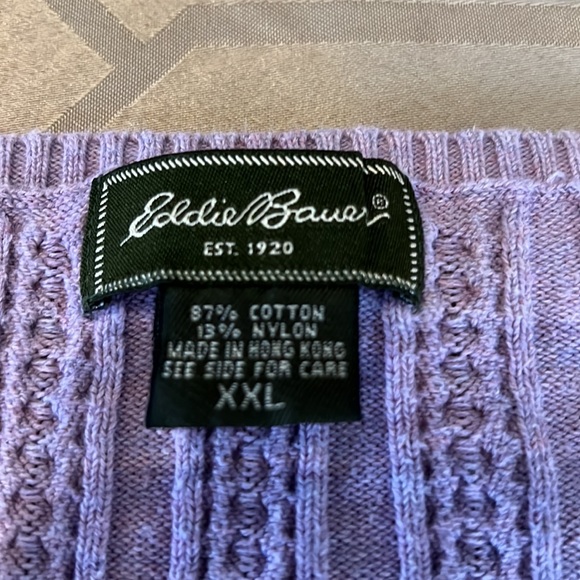 Eddie Bauer®
EST. 1920
87% COTTON
13% NYLON
MADE IN HONG KONG
SEE SIDE FOR CARE
XXL